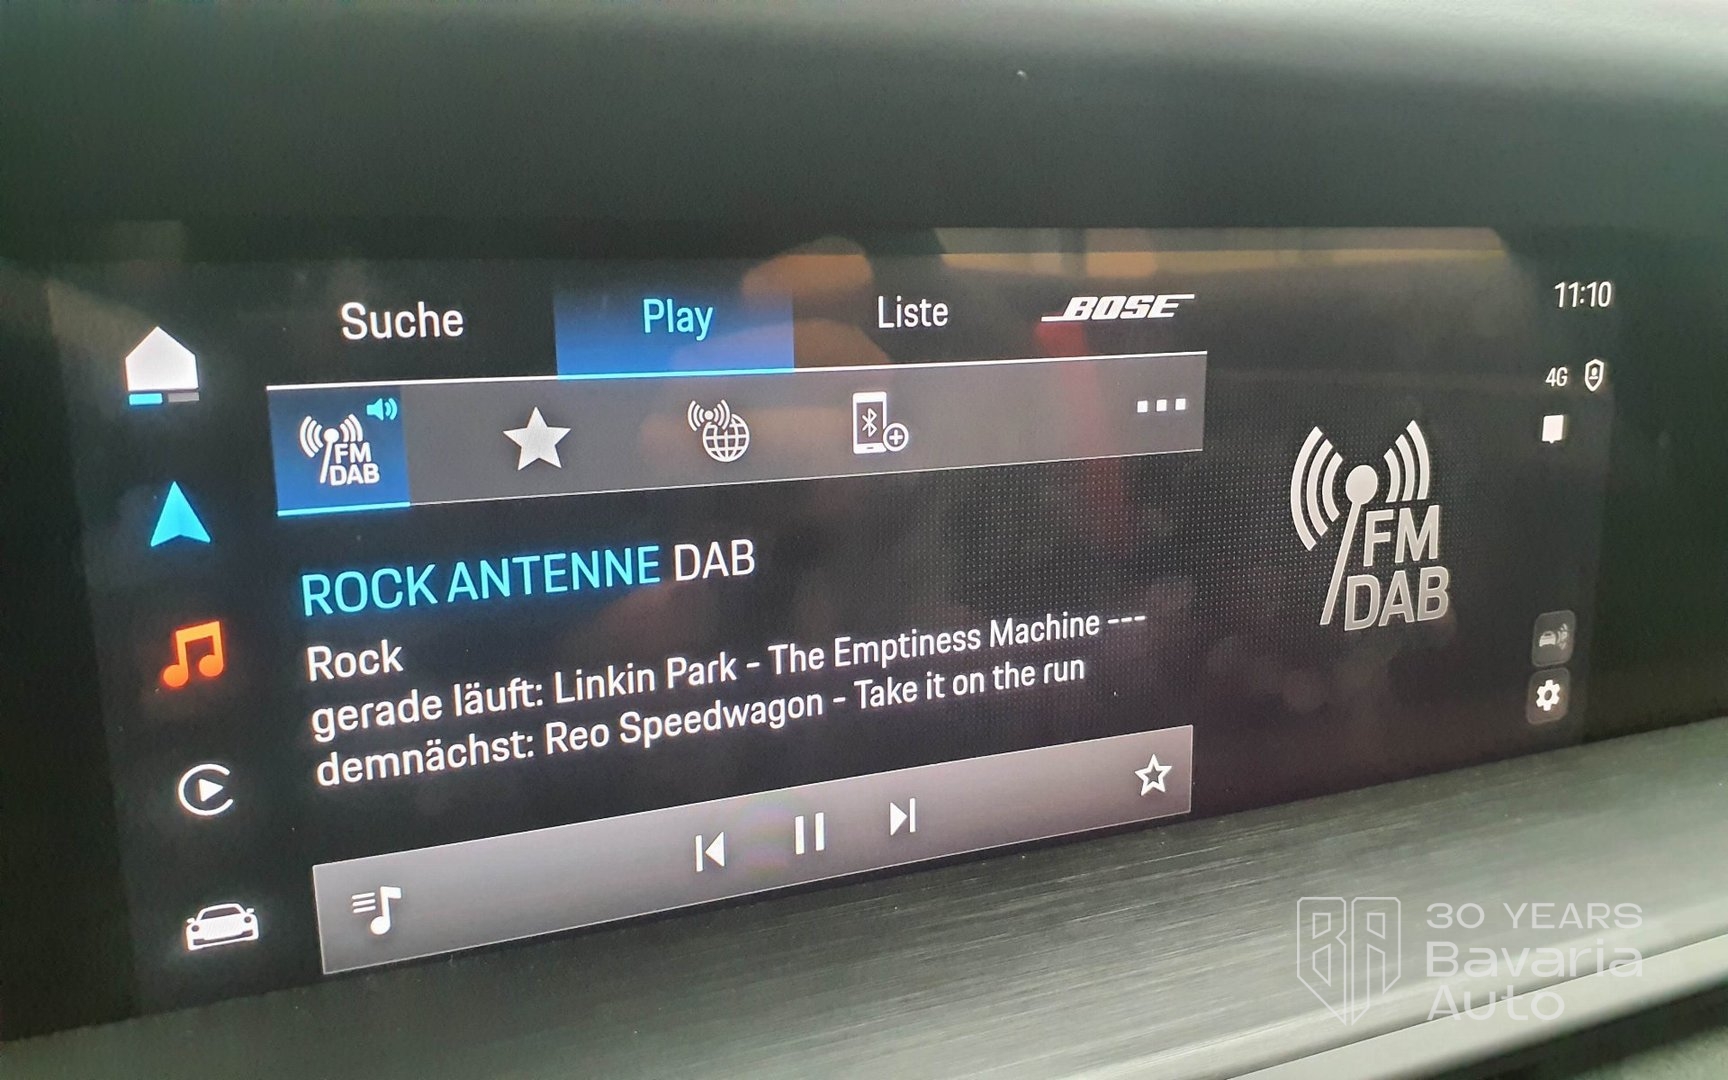 Suche Play Liste BOSE 11:10
4G
FM
DAB
ROCK ANTENNE DAB
Rock
gerade läuft: Linkin Park - The Emptiness Machine ---
demnächst: Reo Speedwagon - Take it on the run
FM
DAB
BA 30 YEARS
Bavaria
Auto